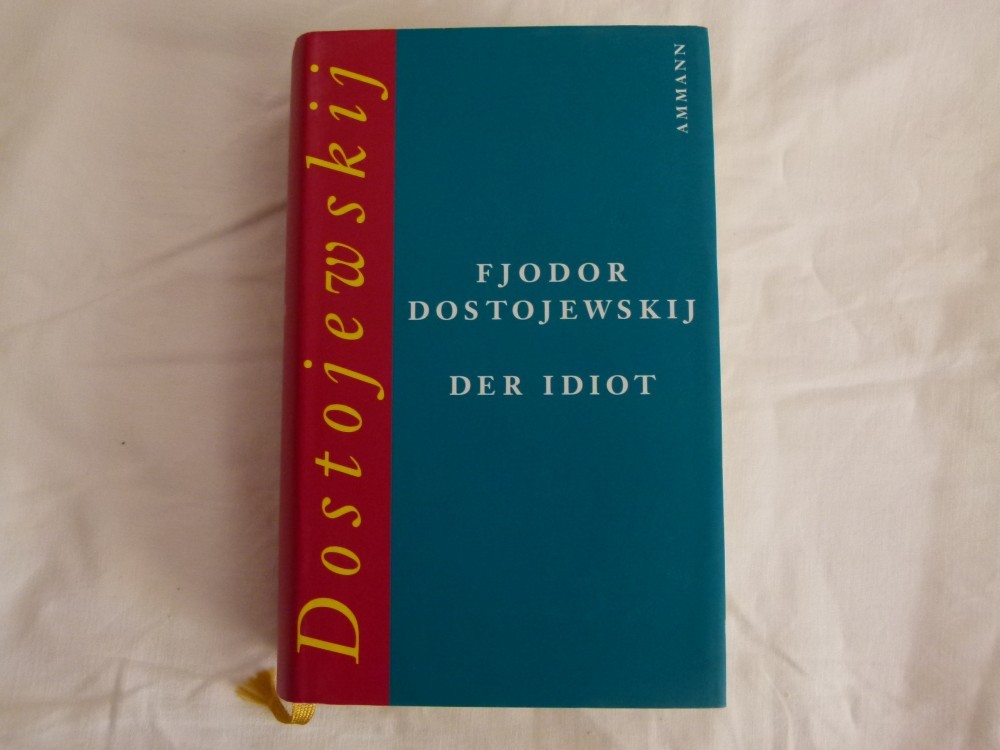 Dostojewskij
AMMANN
FJODOR
DOSTOJEWSKIJ
DER IDIOT